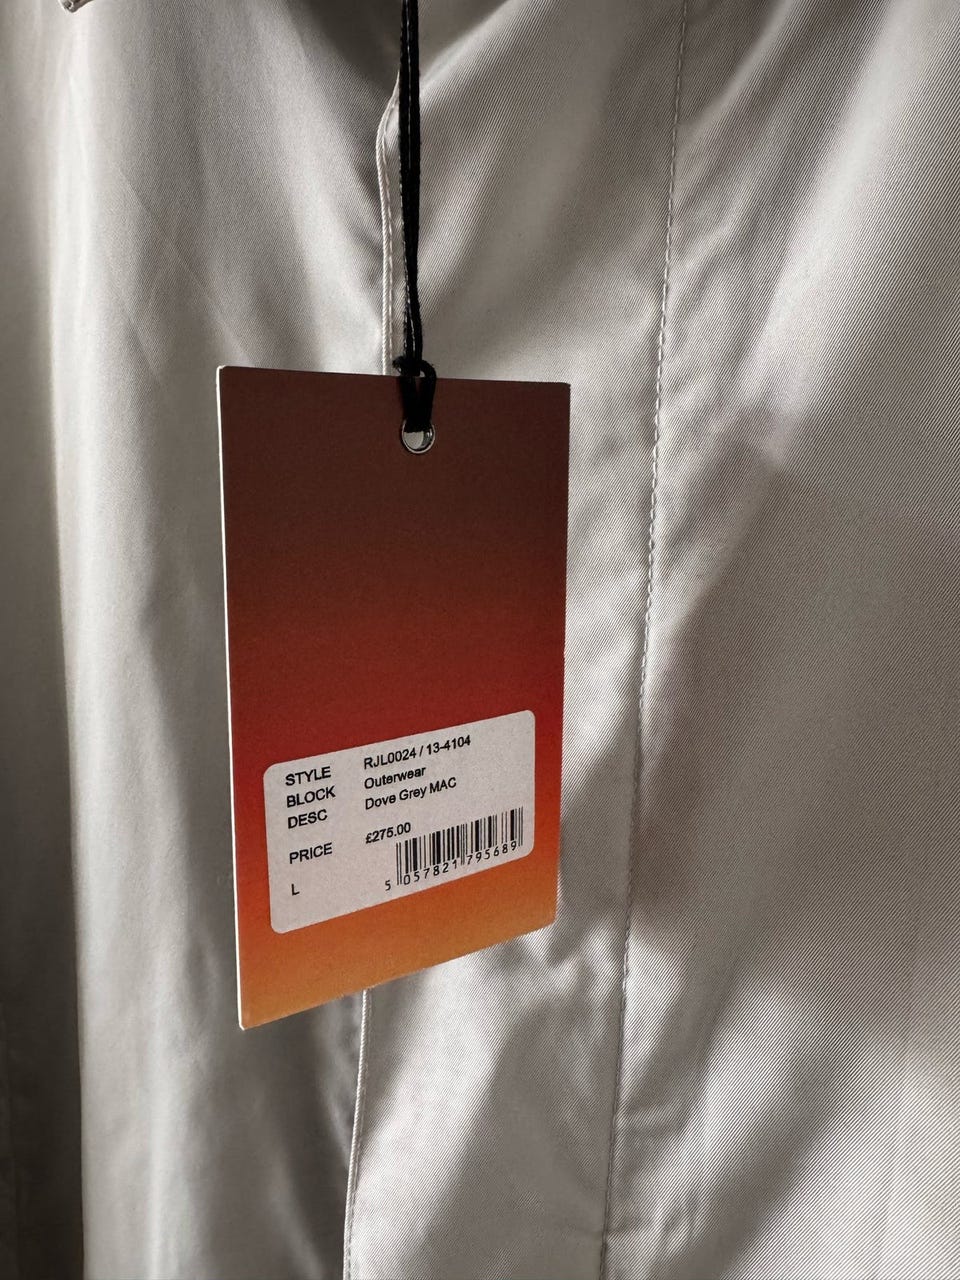 STYLE RJL0024 / 13-4104
BLOCK Outerwear
DESC Dove Grey MAC
PRICE £275.00
L
5 057821 795689